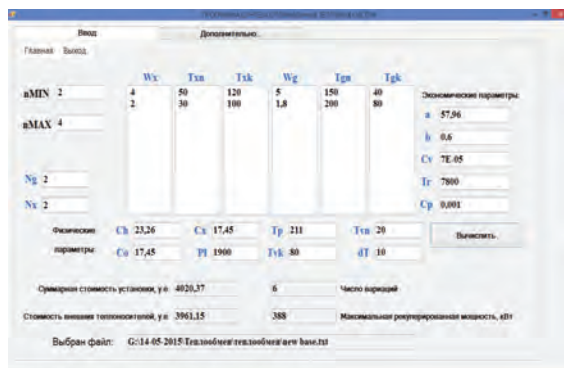 Ввод Дополнительно...
Главная Выход
Wx Txn Txk Wg Tgn Tgk
nMIN 2 4 50 120 5 150 40 Экономические параметры:
2 30 100 1,8 200 80
a 57,96
nMAX 4
b 0,6
Cv 7E-05
Ng 2 Tr 7800
Nx 2 Cp 0,001
Физические Ch 23,26 Cx 17,45 Tp 211 Tvn 20 Вычислить
параметры: Co 17,45 Pl 1900 Tvk 80 dT 10
Суммарная стоимость установки, у.е 4020,37 6 Число вариаций
Стоимость внешних теплоносителей, у.е 3961,15 388 Максимальная рекуперированная мощность, кВт
Выбран файл: G:\14-05-2015\Теплообмен\теплообмен\new base.txt